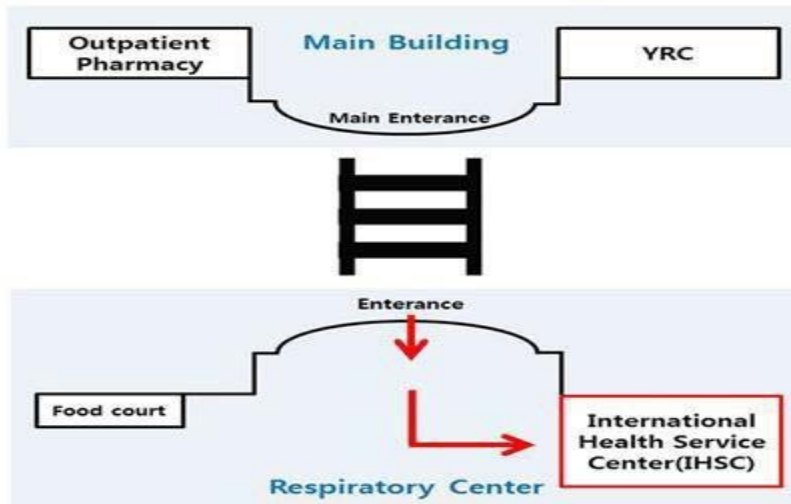 Outpatient
Pharmacy
Main Building
YRC
Main Enterance
Enterance
Food court
International
Health Service
Center(IHSC)
Respiratory Center